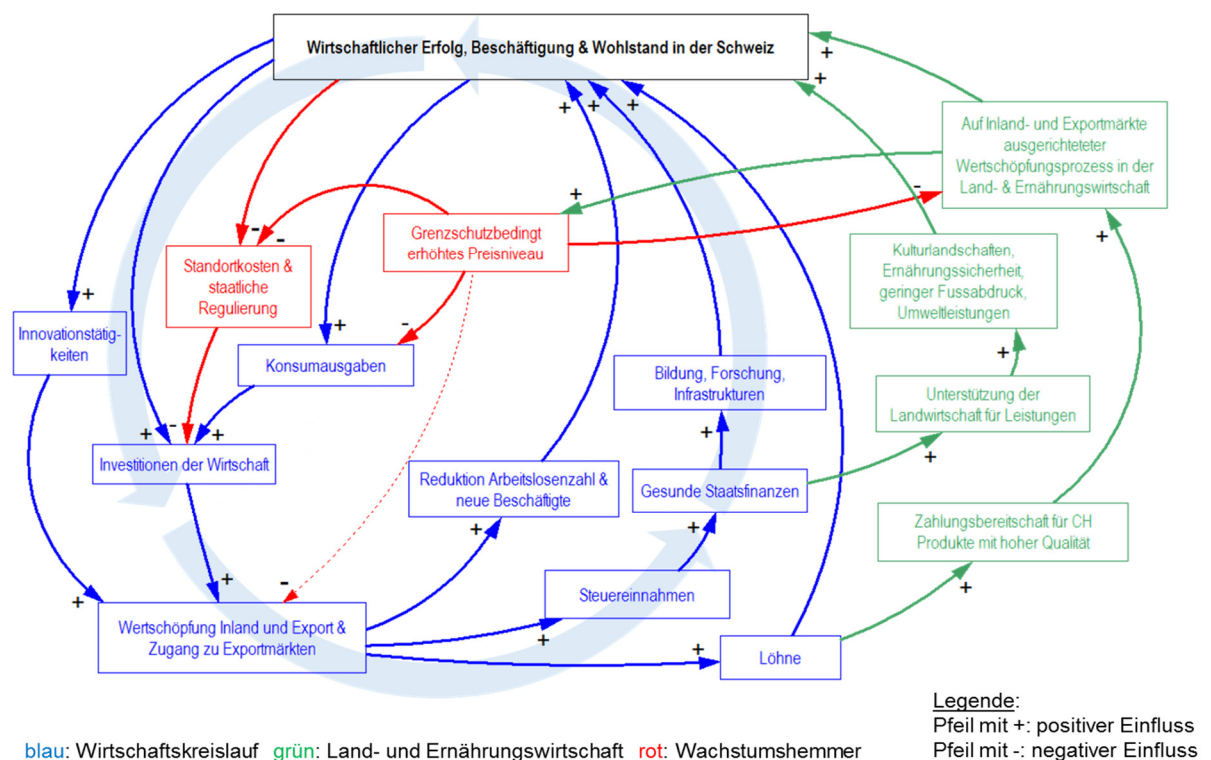 Wirtschaftlicher Erfolg, Beschäftigung & Wohlstand in der Schweiz
+
+
+
+
+
Auf Inland- und Exportmärkte
ausgerichteteter
Wertschöpfungsprozess in der
Land- & Ernährungswirtschaft
-
+
+
Grenzschutzbedingt
erhöhtes Preisniveau
-
-
Standortkosten &
staatliche
Regulierung
Kulturlandschaften,
Ernährungssicherheit,
geringer Fussabdruck,
Umweltleistungen
+
+
Innovationstätig-
keiten
+
-
Konsumausgaben
+
Bildung, Forschung,
Infrastrukturen
Unterstützung der
Landwirtschaft für Leistungen
+
+
-
+
+
Investitionen der Wirtschaft
Reduktion Arbeitslosenzahl &
neue Beschäftigte
Gesunde Staatsfinanzen
+
+
Zahlungsbereitschaft für CH
Produkte mit hoher Qualität
+
+
-
+
Steuereinnahmen
+
+
Wertschöpfung Inland und Export &
Zugang zu Exportmärkten
+
Löhne
Legende:
Pfeil mit +: positiver Einfluss
Pfeil mit -: negativer Einfluss
blau: Wirtschaftskreislauf grün: Land- und Ernährungswirtschaft rot: Wachstumshemmer